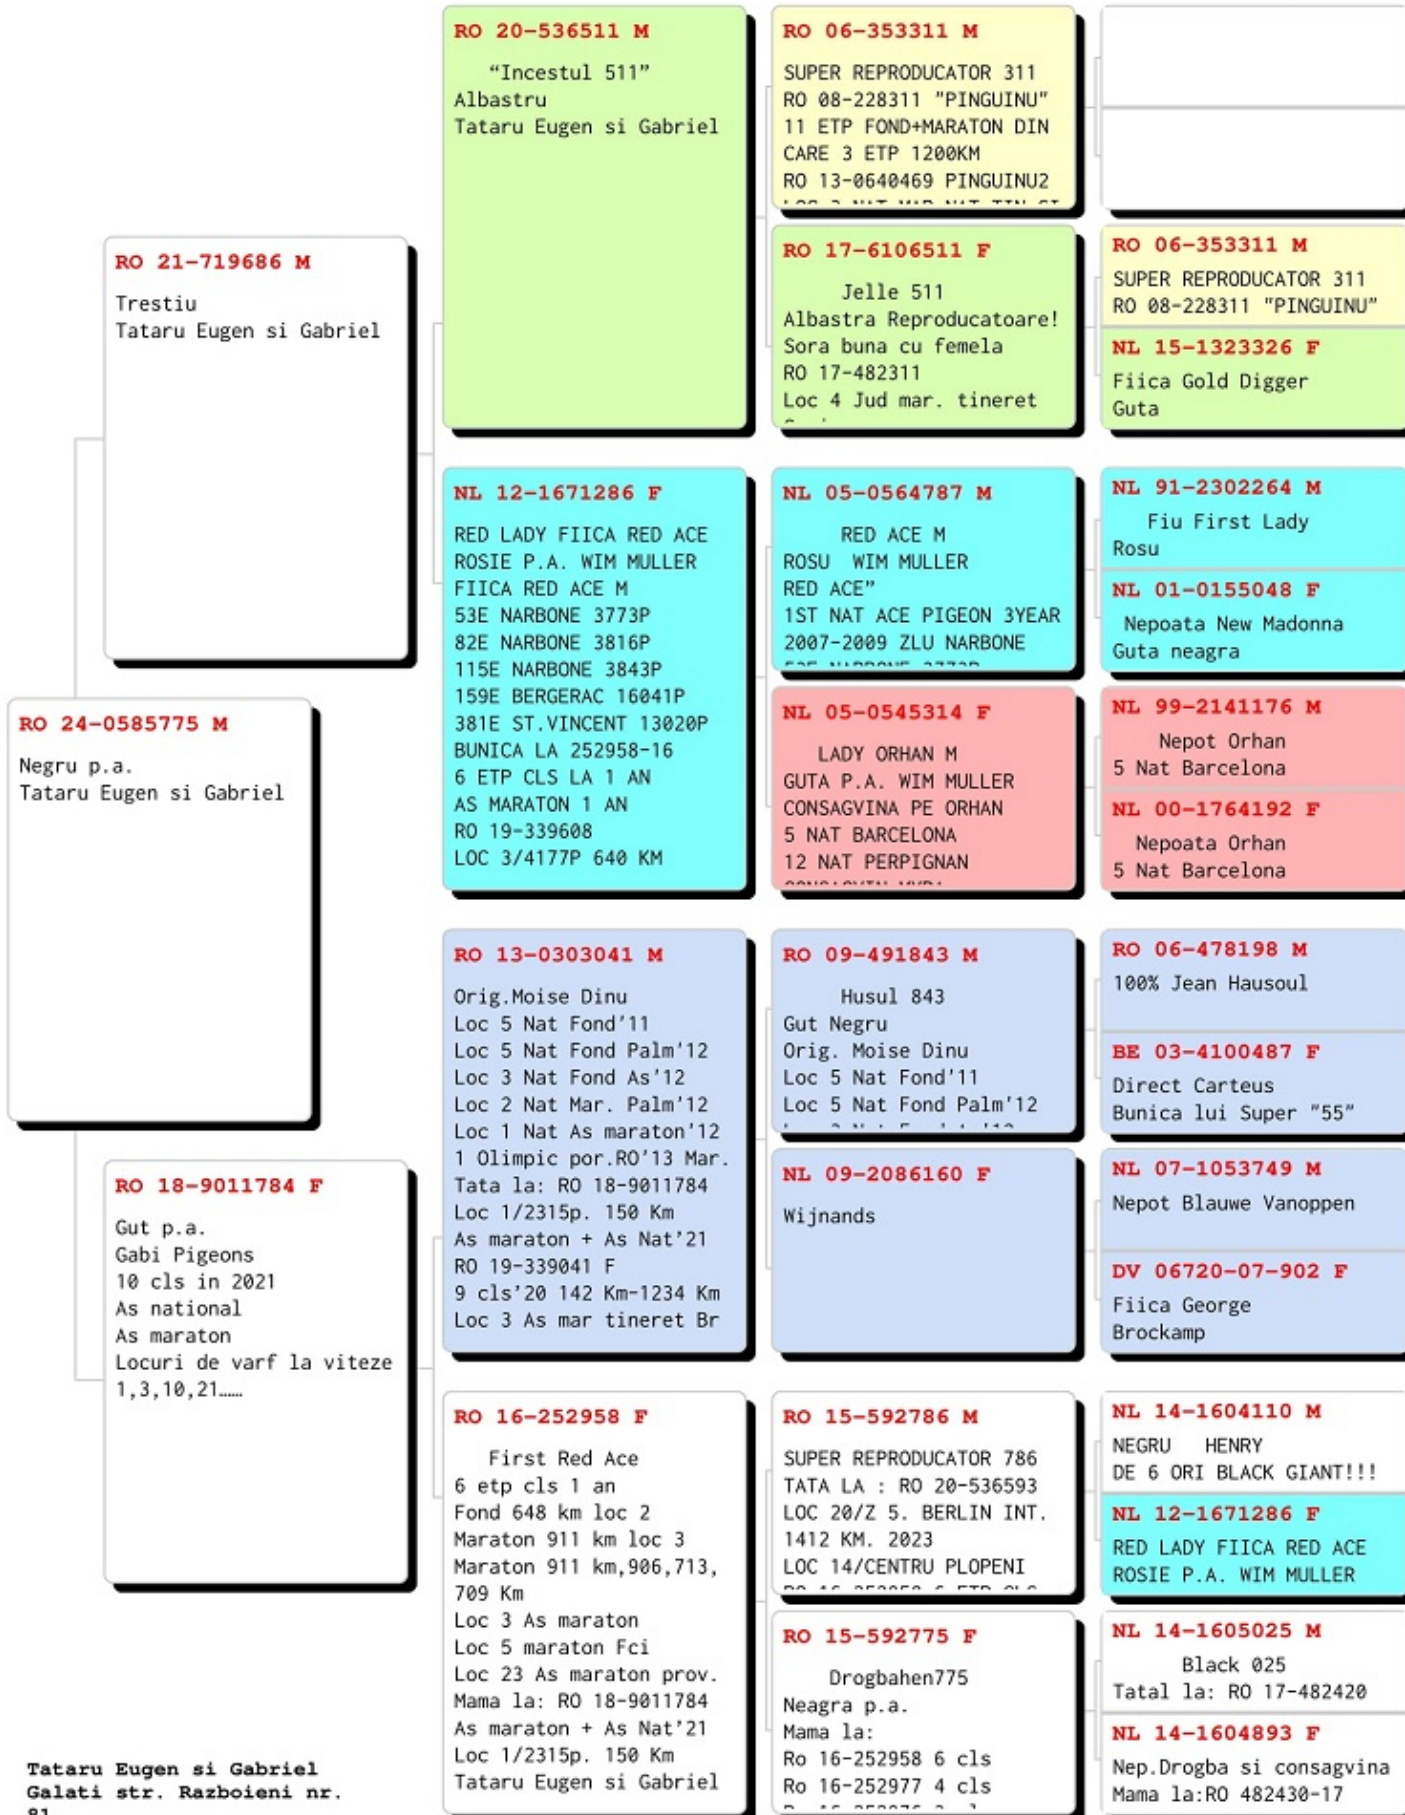 RO 20-536511 M
“Incestul 511”
Albastru
Tataru Eugen si Gabriel
RO 06-353311 M
SUPER REPRODUCATOR 311
RO 08-228311 "PINGUINU"
11 ETP FOND+MARATON DIN
CARE 3 ETP 1200KM
RO 13-0640469 PINGUINU2
RO 21-719686 M
Trestiu
Tataru Eugen si Gabriel
RO 17-6106511 F
Jelle 511
Albastra Reproducatoare!
Sora buna cu femela
RO 17-482311
Loc 4 Jud mar. tineret
RO 06-353311 M
SUPER REPRODUCATOR 311
RO 08-228311 "PINGUINU"
NL 15-1323326 F
Fiica Gold Digger
Guta
NL 12-1671286 F
RED LADY FIICA RED ACE
ROSIE P.A. WIM MULLER
FIICA RED ACE M
53E NARBONE 3773P
82E NARBONE 3816P
115E NARBONE 3843P
159E BERGERAC 16041P
381E ST.VINCENT 13020P
BUNICA LA 252958-16
6 ETP CLS LA 1 AN
AS MARATON 1 AN
RO 19-339608
LOC 3/4177P 640 KM
NL 05-0564787 M
RED ACE M
ROSU WIM MULLER
RED ACE”
1ST NAT ACE PIGEON 3YEAR
2007-2009 ZLU NARBONE
NL 91-2302264 M
Fiu First Lady
Rosu
NL 01-0155048 F
Nepoata New Madonna
Guta neagra
RO 24-0585775 M
Negru p.a.
Tataru Eugen si Gabriel
NL 05-0545314 F
LADY ORHAN M
GUTA P.A. WIM MULLER
CONSAGVINA PE ORHAN
5 NAT BARCELONA
12 NAT PERPIGNAN
NL 99-2141176 M
Nepot Orhan
5 Nat Barcelona
NL 00-1764192 F
Nepoata Orhan
5 Nat Barcelona
RO 13-0303041 M
Orig.Moise Dinu
Loc 5 Nat Fond'11
Loc 5 Nat Fond Palm'12
Loc 3 Nat Fond As'12
Loc 2 Nat Mar. Palm'12
Loc 1 Nat As maraton'12
1 Olimpic por.RO'13 Mar.
Tata la: RO 18-9011784
Loc 1/2315p. 150 Km
As maraton + As Nat'21
RO 19-339041 F
9 cls'20 142 Km-1234 Km
Loc 3 As mar tineret Br
RO 09-491843 M
Husul 843
Gut Negru
Orig. Moise Dinu
Loc 5 Nat Fond'11
Loc 5 Nat Fond Palm'12
RO 06-478198 M
100% Jean Hausoul
BE 03-4100487 F
Direct Carteus
Bunica lui Super "55"
RO 18-9011784 F
Gut p.a.
Gabi Pigeons
10 cls in 2021
As national
As maraton
Locuri de varf la viteze
1,3,10,21……
NL 09-2086160 F
Wijnands
NL 07-1053749 M
Nepot Blauwe Vanoppen
DV 06720-07-902 F
Fiica George
Brockamp
RO 16-252958 F
First Red Ace
6 etp cls 1 an
Fond 648 km loc 2
Maraton 911 km loc 3
Maraton 911 km,906,713,
709 Km
Loc 3 As maraton
Loc 5 maraton Fci
Loc 23 As maraton prov.
Mama la: RO 18-9011784
As maraton + As Nat'21
Loc 1/2315p. 150 Km
Tataru Eugen si Gabriel
RO 15-592786 M
SUPER REPRODUCATOR 786
TATA LA : RO 20-536593
LOC 20/Z 5. BERLIN INT.
1412 KM. 2023
LOC 14/CENTRU PLOPENI
NL 14-1604110 M
NEGRU HENRY
DE 6 ORI BLACK GIANT!!!
NL 12-1671286 F
RED LADY FIICA RED ACE
ROSIE P.A. WIM MULLER
RO 15-592775 F
Drogbahen775
Neagra p.a.
Mama la:
Ro 16-252958 6 cls
Ro 16-252977 4 cls
NL 14-1605025 M
Black 025
Tatal la: RO 17-482420
NL 14-1604893 F
Nep.Drogba si consagvina
Mama la:RO 482430-17
Tataru Eugen si Gabriel
Galati str. Razboieni nr.